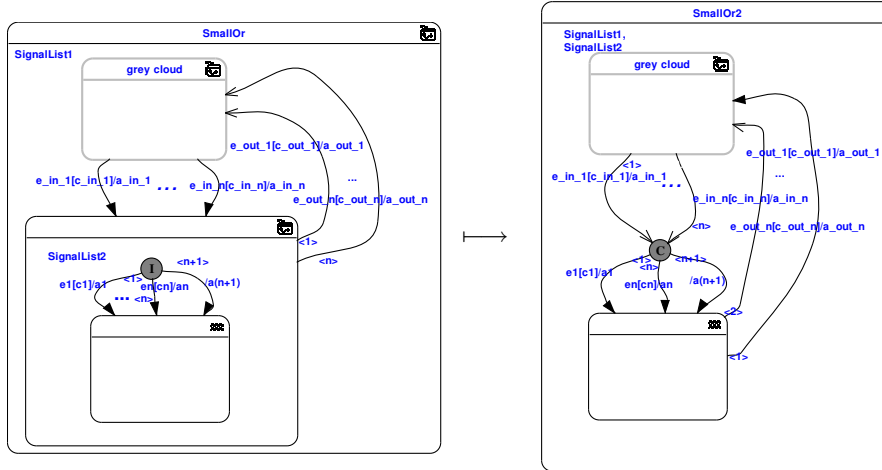 SmallOr
SignalList1
grey cloud
e_out_1[c_out_1]/a_out_1
e_in_1[c_in_1]/a_in_1
...
e_in_n[c_in_n]/a_in_n
...
e_out_n[c_out_n]/a_out_n
<1>
<n>
SignalList2
I
<n+1>
<1>
e1[c1]/a1
en[cn]/an
/a(n+1)
...
<n>
SmallOr2
SignalList1,
SignalList2
grey cloud
e_out_1[c_out_1]/a_out_1
<1>
e_in_1[c_in_1]/a_in_1
...
...
e_in_n[c_in_n]/a_in_n
e_out_n[c_out_n]/a_out_n
<n>
C
<1>
<n+1>
<n>
e1[c1]/a1
en[cn]/an
/a(n+1)
<2>
<1>